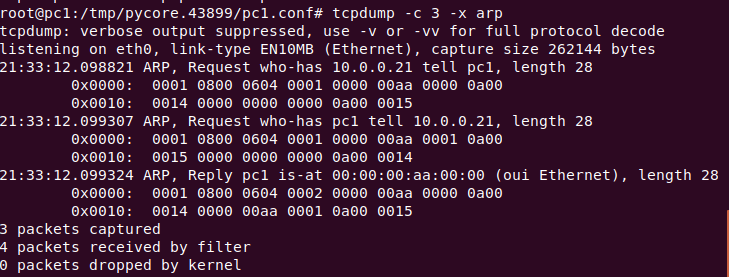 root@pc1:/tmp/pycore.43899/pc1.conf# tcpdump -c 3 -x arp
tcpdump: verbose output suppressed, use -v or -vv for full protocol decode
listening on eth0, link-type EN10MB (Ethernet), capture size 262144 bytes
21:33:12.098821 ARP, Request who-has 10.0.0.21 tell pc1, length 28
        0x0000:  0001 0800 0604 0001 0000 00aa 0000 0a00
        0x0010:  0014 0000 0000 0000 0a00 0015
21:33:12.099307 ARP, Request who-has pc1 tell 10.0.0.21, length 28
        0x0000:  0001 0800 0604 0001 0000 00aa 0001 0a00
        0x0010:  0015 0000 0000 0000 0a00 0014
21:33:12.099324 ARP, Reply pc1 is-at 00:00:00:aa:00:00 (oui Ethernet), length 28
        0x0000:  0001 0800 0604 0002 0000 00aa 0000 0a00
        0x0010:  0014 0000 00aa 0001 0a00 0015
3 packets captured
4 packets received by filter
0 packets dropped by kernel